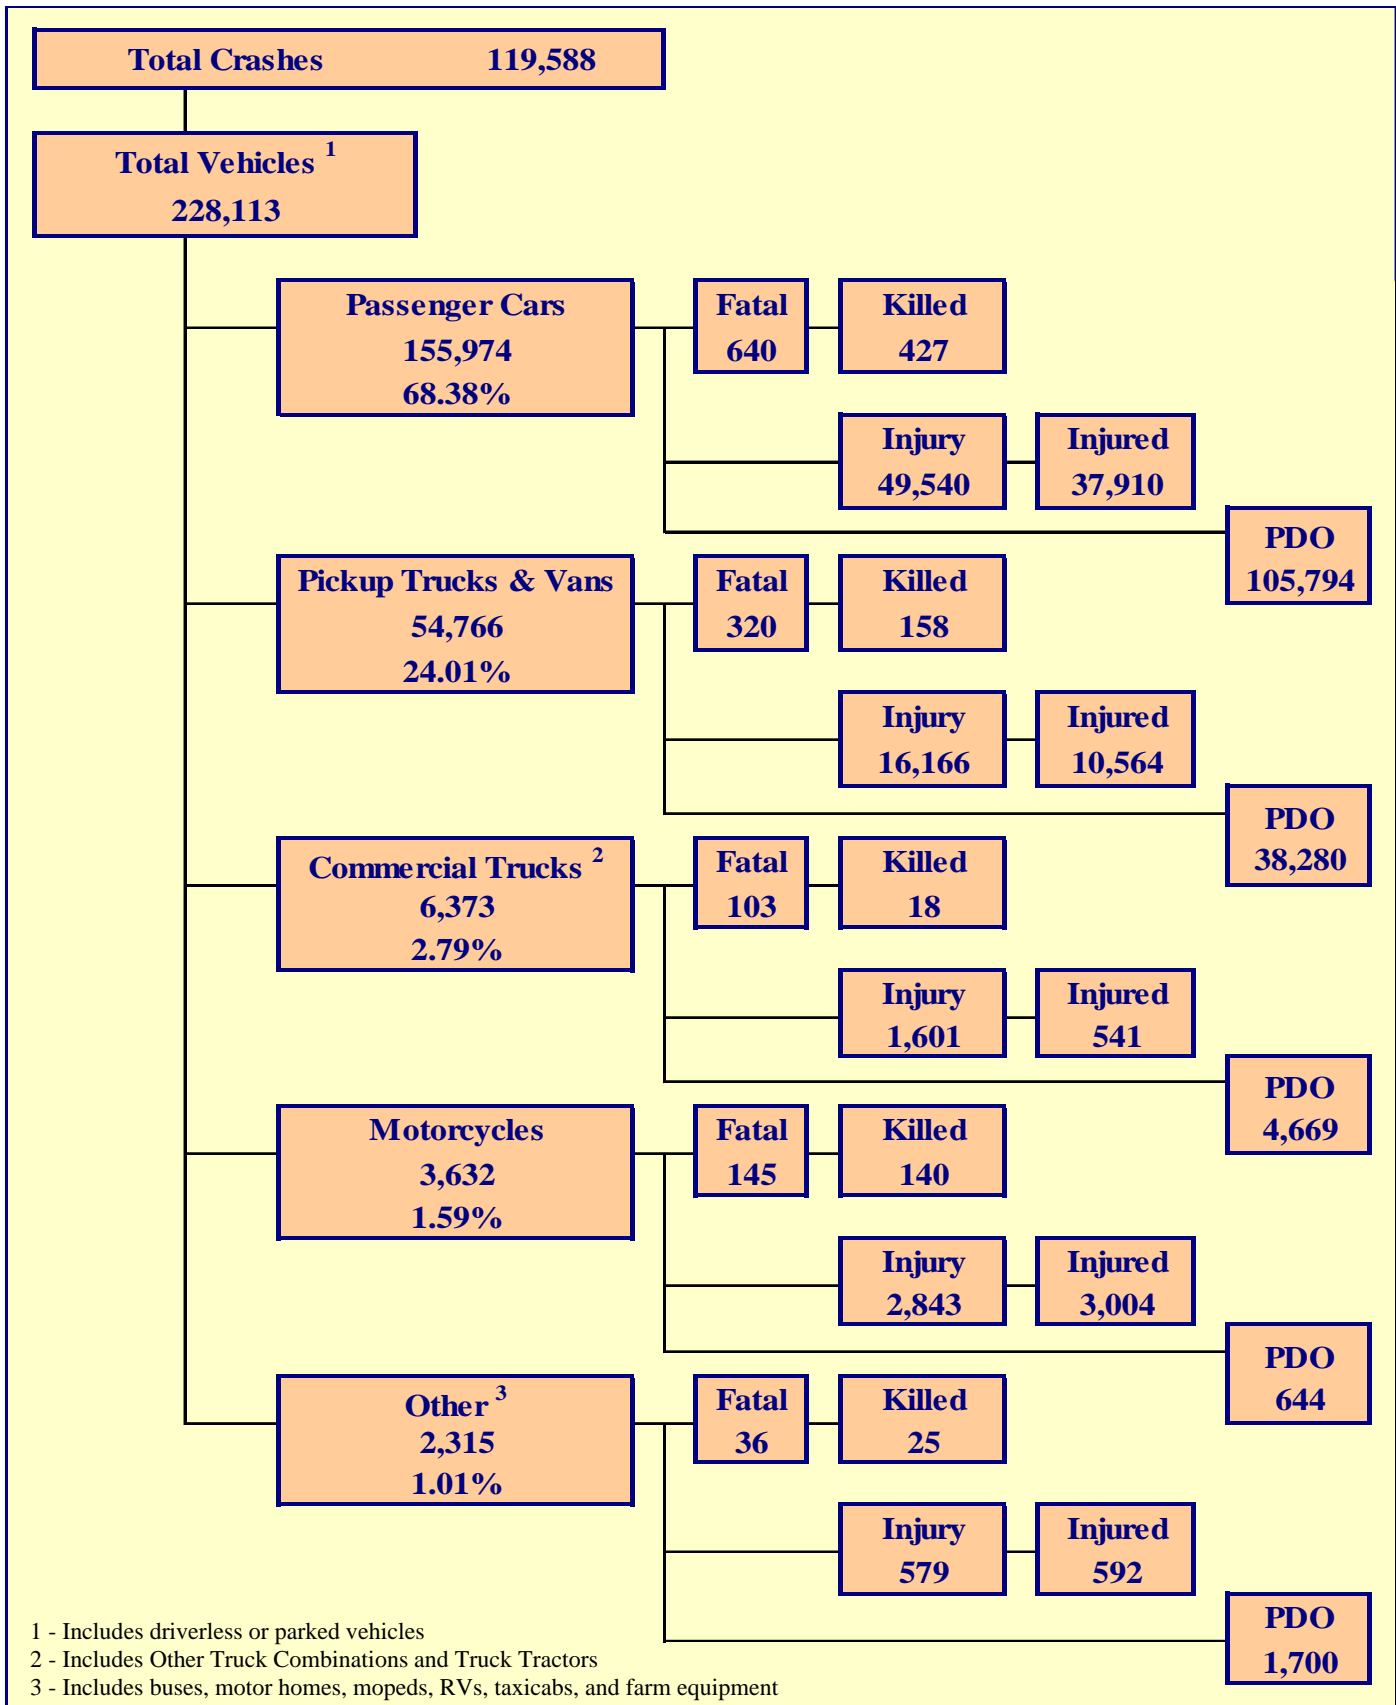 Total Crashes 119,588
Total Vehicles 1
228,113
Passenger Cars
155,974
68.38%
Fatal
640
Killed
427
Injury
49,540
Injured
37,910
PDO
105,794
Pickup Trucks & Vans
54,766
24.01%
Fatal
320
Killed
158
Injury
16,166
Injured
10,564
PDO
38,280
Commercial Trucks 2
6,373
2.79%
Fatal
103
Killed
18
Injury
1,601
Injured
541
PDO
4,669
Motorcycles
3,632
1.59%
Fatal
145
Killed
140
Injury
2,843
Injured
3,004
PDO
644
Other 3
2,315
1.01%
Fatal
36
Killed
25
Injury
579
Injured
592
PDO
1,700
1 - Includes driverless or parked vehicles
2 - Includes Other Truck Combinations and Truck Tractors
3 - Includes buses, motor homes, mopeds, RVs, taxicabs, and farm equipment